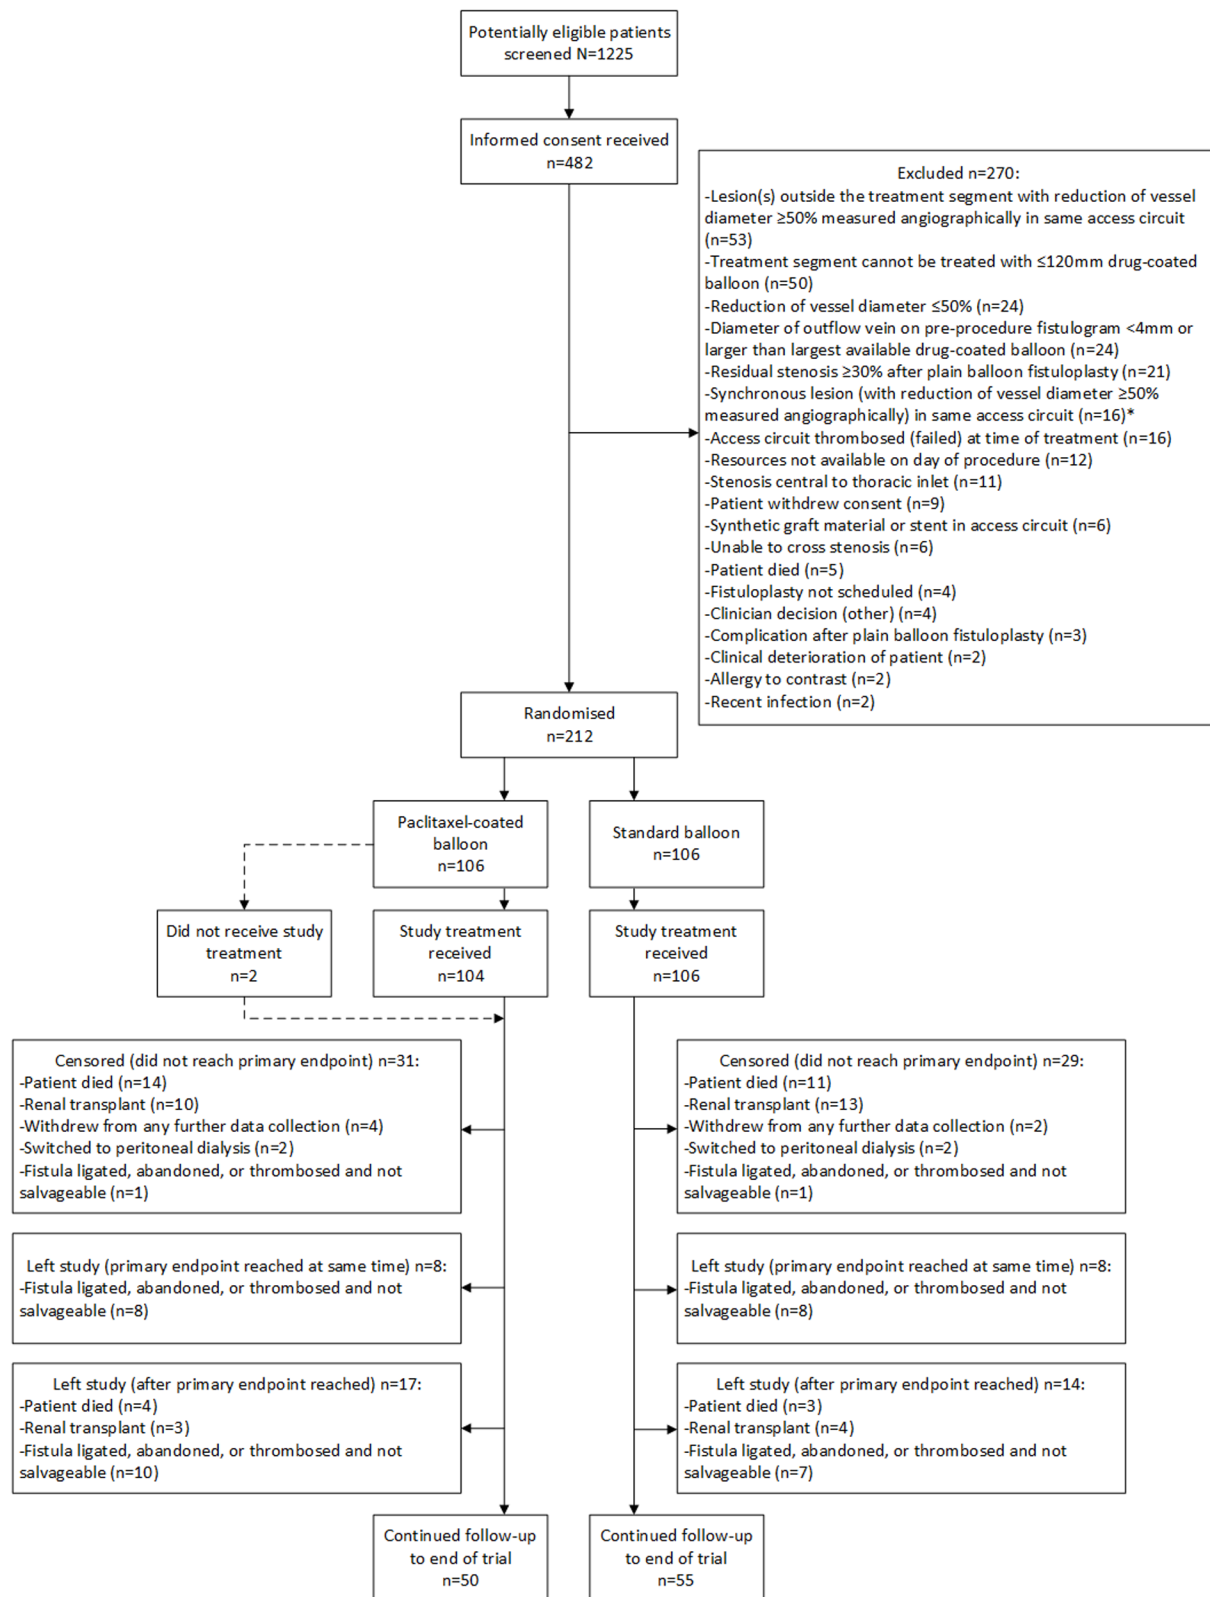 Potentially eligible patients
screened N=1225
Informed consent received
n=482
Excluded n=270:
-Lesion(s) outside the treatment segment with reduction of vessel
diameter ≥50% measured angiographically in same access circuit
(n=53)
-Treatment segment cannot be treated with ≤120mm drug-coated
balloon (n=50)
-Reduction of vessel diameter ≤50% (n=24)
-Diameter of outflow vein on pre-procedure fistulogram <4mm or
larger than largest available drug-coated balloon (n=24)
-Residual stenosis ≥30% after plain balloon fistuloplasty (n=21)
-Synchronous lesion (with reduction of vessel diameter ≥50%
measured angiographically) in same access circuit (n=16)*
-Access circuit thrombosed (failed) at time of treatment (n=16)
-Resources not available on day of procedure (n=12)
-Stenosis central to thoracic inlet (n=11)
-Patient withdrew consent (n=9)
-Synthetic graft material or stent in access circuit (n=6)
-Unable to cross stenosis (n=6)
-Patient died (n=5)
-Fistuloplasty not scheduled (n=4)
-Clinician decision (other) (n=4)
-Complication after plain balloon fistuloplasty (n=3)
-Clinical deterioration of patient (n=2)
-Allergy to contrast (n=2)
-Recent infection (n=2)
Randomised
n=212
Paclitaxel-coated
balloon
n=106
Standard balloon
n=106
Did not receive study
treatment
n=2
Study treatment
received
n=104
Study treatment
received
n=106
Censored (did not reach primary endpoint) n=31:
-Patient died (n=14)
-Renal transplant (n=10)
-Withdrew from any further data collection (n=4)
-Switched to peritoneal dialysis (n=2)
-Fistula ligated, abandoned, or thrombosed and not
salvageable (n=1)
Censored (did not reach primary endpoint) n=29:
-Patient died (n=11)
-Renal transplant (n=13)
-Withdrew from any further data collection (n=2)
-Switched to peritoneal dialysis (n=2)
-Fistula ligated, abandoned, or thrombosed and not
salvageable (n=1)
Left study (primary endpoint reached at same time) n=8:
-Fistula ligated, abandoned, or thrombosed and not
salvageable (n=8)
Left study (primary endpoint reached at same time) n=8:
-Fistula ligated, abandoned, or thrombosed and not
salvageable (n=8)
Left study (after primary endpoint reached) n=17:
-Patient died (n=4)
-Renal transplant (n=3)
-Fistula ligated, abandoned, or thrombosed and not
salvageable (n=10)
Left study (after primary endpoint reached) n=14:
-Patient died (n=3)
-Renal transplant (n=4)
-Fistula ligated, abandoned, or thrombosed and not
salvageable (n=7)
Continued follow-up
to end of trial
n=50
Continued follow-up
to end of trial
n=55